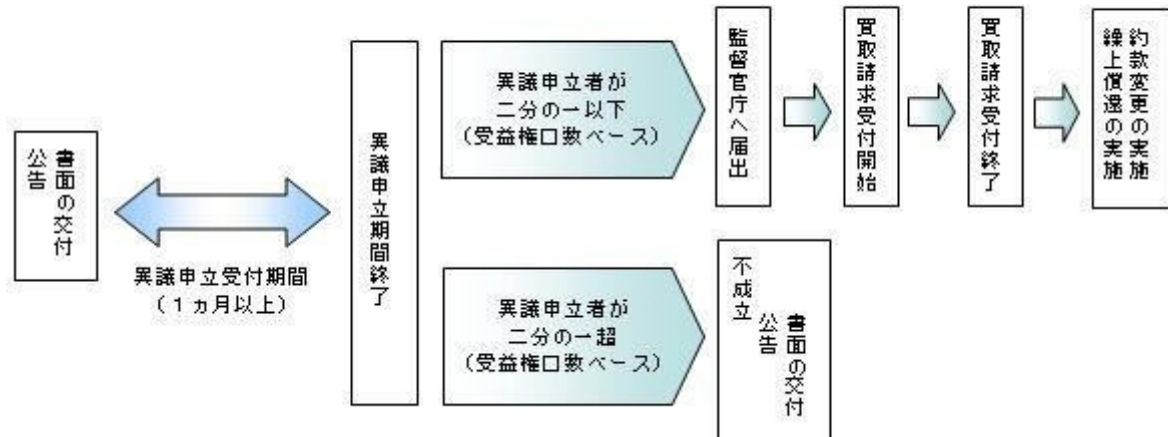 書面の交付
公告
異議申立受付期間
(1ヵ月以上)
異議申立期間終了
異議申立者が
二分の一以下
(受益権口数ベース)
監督官庁へ届出
買取請求受付開始
買取請求受付終了
約款変更の実施
繰上償還の実施
異議申立者が
二分の一超
(受益権口数ベース)
不成立
書面の交付
公告